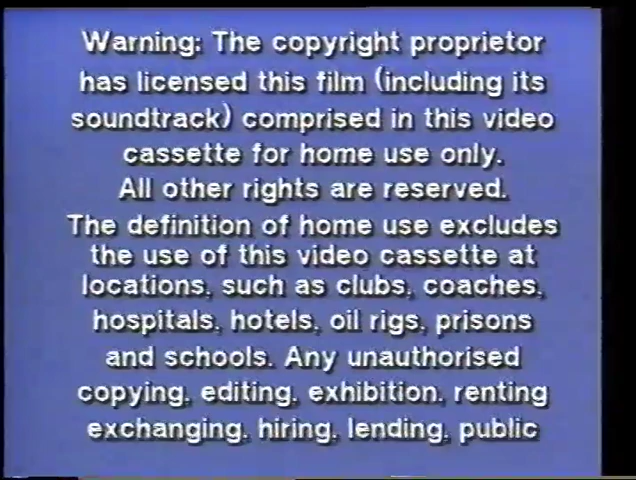 Warning: The copyright proprietor
has licensed this film (including its
soundtrack) comprised in this video
cassette for home use only.
All other rights are reserved.
The definition of home use excludes
the use of this video cassette at
locations, such as clubs, coaches,
hospitals, hotels, oil rigs, prisons
and schools. Any unauthorised
copying, editing, exhibition, renting
exchanging, hiring, lending, public